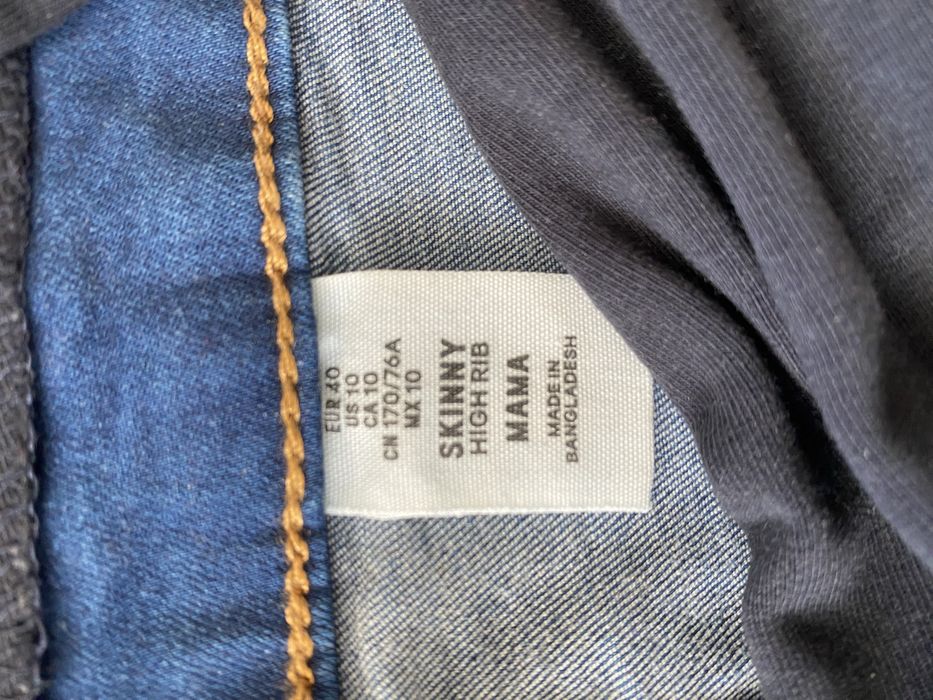 EUR 40
US 10
CA 10
CN 170/76A
MX 10
SKINNY
HIGH RIB
MAMA
MADE IN
BANGLADESH